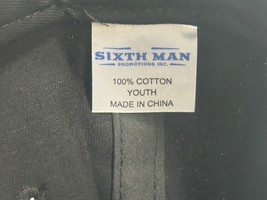 SIXTH MAN
PROMOTIONS INC.
100% COTTON
YOUTH
MADE IN CHINA